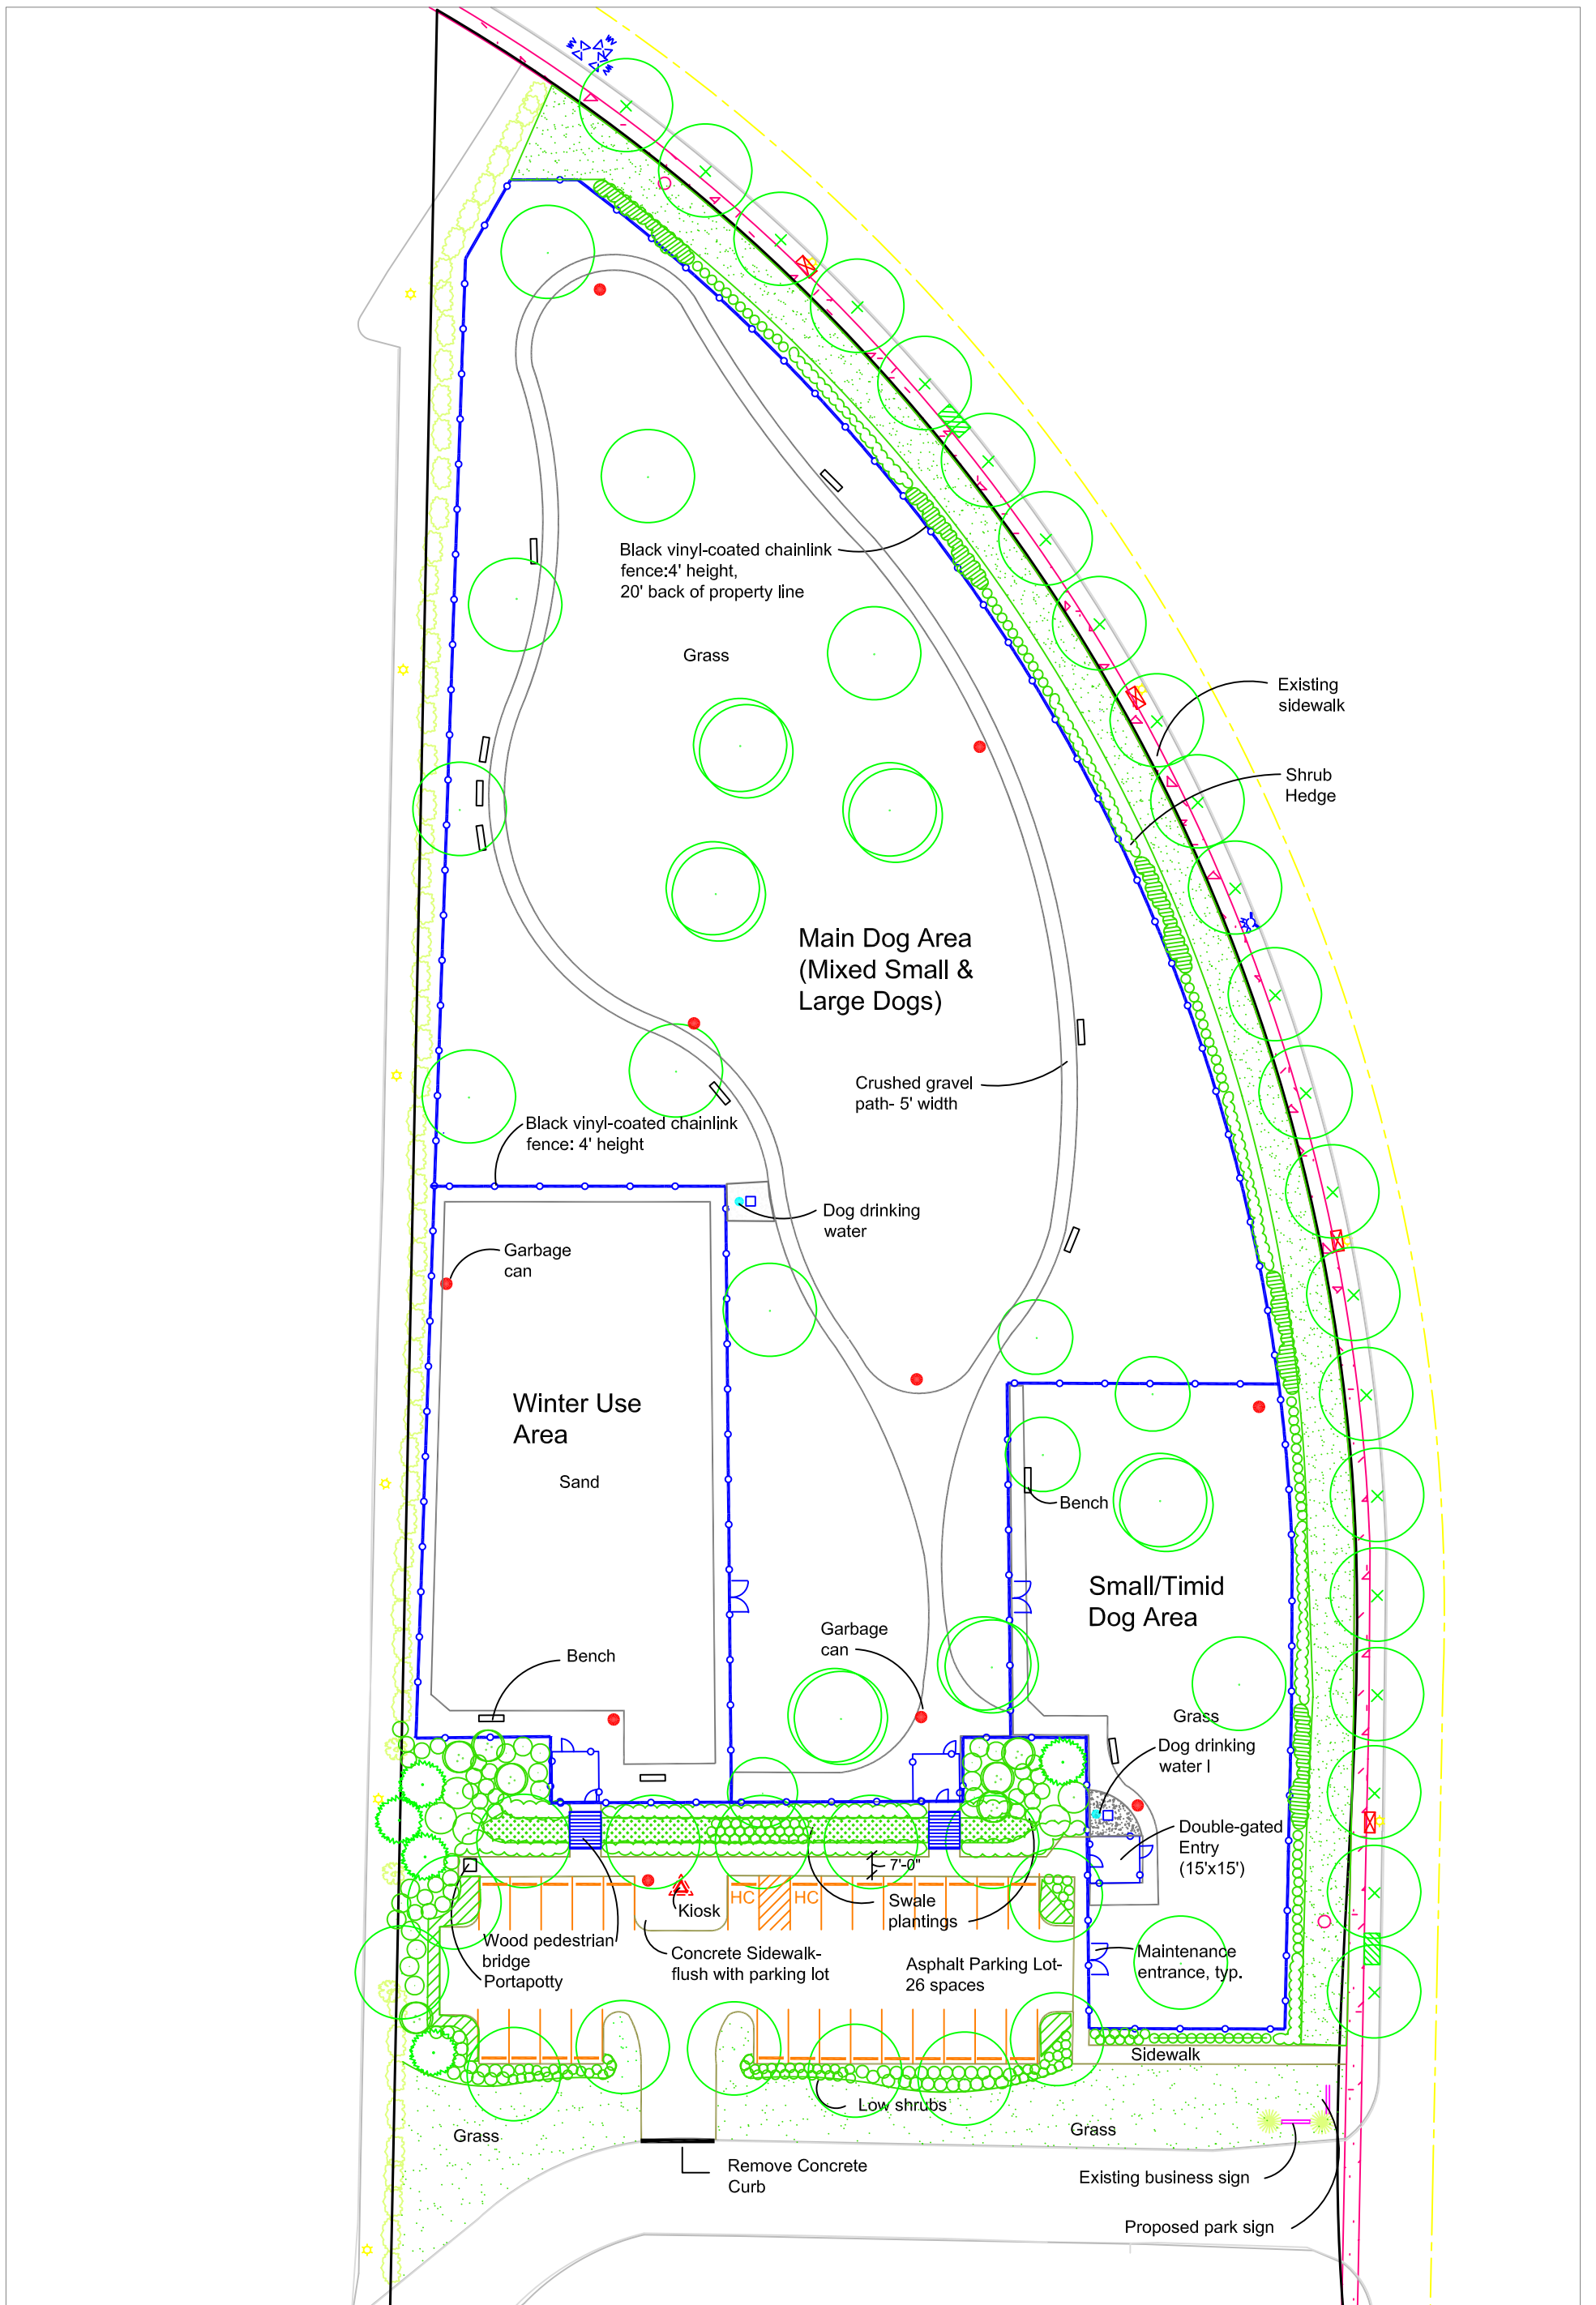 WV
WV
WV
Black vinyl-coated chainlink
fence:4' height,
20' back of property line
Grass
Existing
sidewalk
Shrub
Hedge
Main Dog Area
(Mixed Small &
Large Dogs)
Crushed gravel
path- 5' width
Black vinyl-coated chainlink
fence: 4' height
Dog drinking
water
Garbage
can
Winter Use
Area
Sand
Bench
Small/Timid
Dog Area
Garbage
can
Bench
Grass
Dog drinking
water l
Double-gated
Entry
(15'x15')
7'-0"
HC
HC
Kiosk
Swale
plantings
Wood pedestrian
bridge
Portapotty
Concrete Sidewalk-
flush with parking lot
Asphalt Parking Lot-
26 spaces
Maintenance
entrance, typ.
Sidewalk
Low shrubs
Grass
Grass
Remove Concrete
Curb
Existing business sign
Proposed park sign